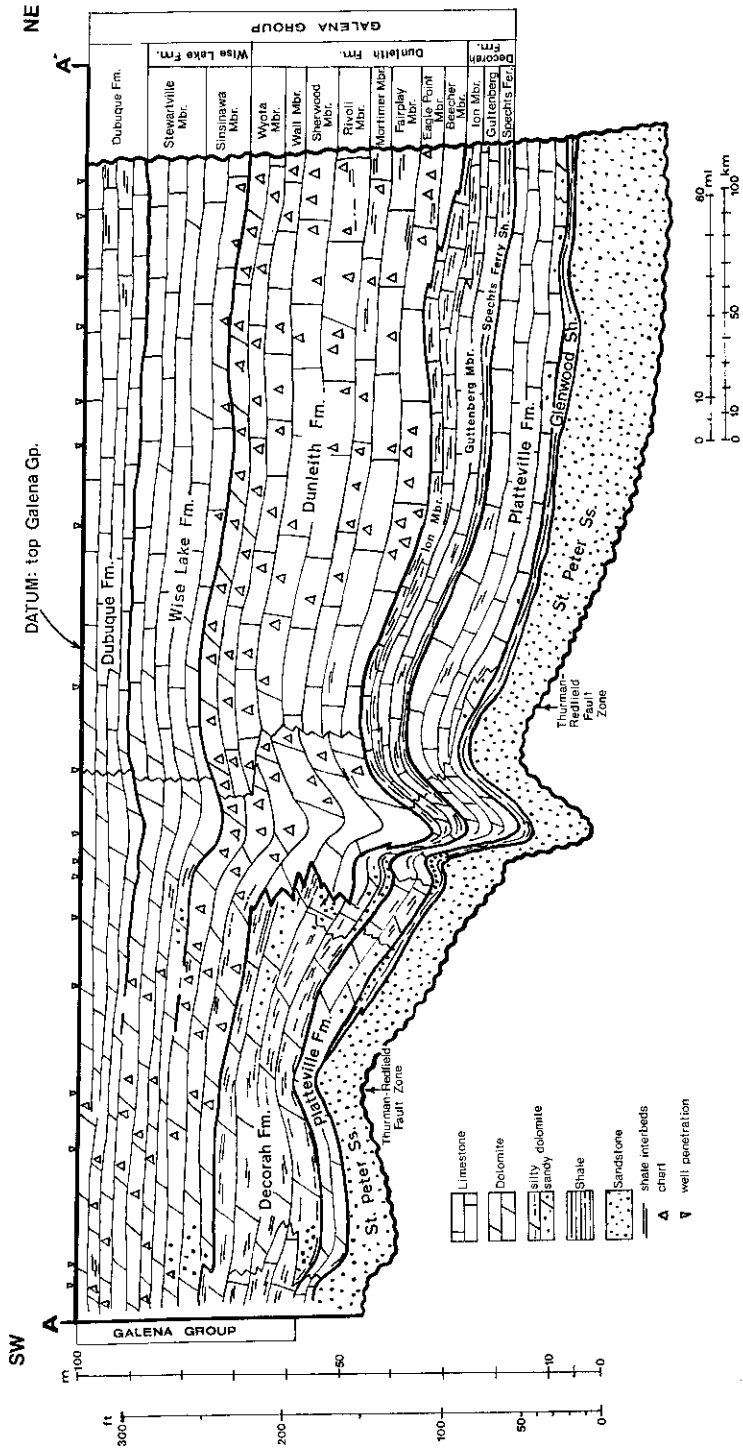 SW
NE
A
A'
DATUM: top Galena Gp.
GALENA GROUP
Dubuque Fm.
Wise Lake Fm.
Dunleith Fm.
Decorah Fm.
Dubuque Fm.
Stewartville Mbr.
Sinsinawa Mbr.
Wyota Mbr.
Wall Mbr.
Sherwood Mbr.
Rivoli Mbr.
Mortimer Mbr.
Fairplay Mbr.
Eagle Point Mbr.
Beecher Mbr.
Ion Mbr.
Guttenberg
Spechts Fer.
GALENA GROUP
Dubuque Fm.
Wise Lake Fm.
Dunleith Fm.
Ion Mbr.
Guttenberg Mbr.
Spechts Ferry Sh.
Platteville Fm.
Glenwood Sh.
St. Peter Ss.
Decorah Fm.
Platteville Fm.
St. Peter Ss.
Thurman-
Redfield
Fault
Zone
Thurman-Redfield
Fault Zone
ft
300
200
100
50
0
m
100
50
10
0
Limestone
Dolomite
silty dolomite
sandy
Shale
Sandstone
shale interbeds
chert
well penetration
0 10 50 60 mi
0 10 50 100 km